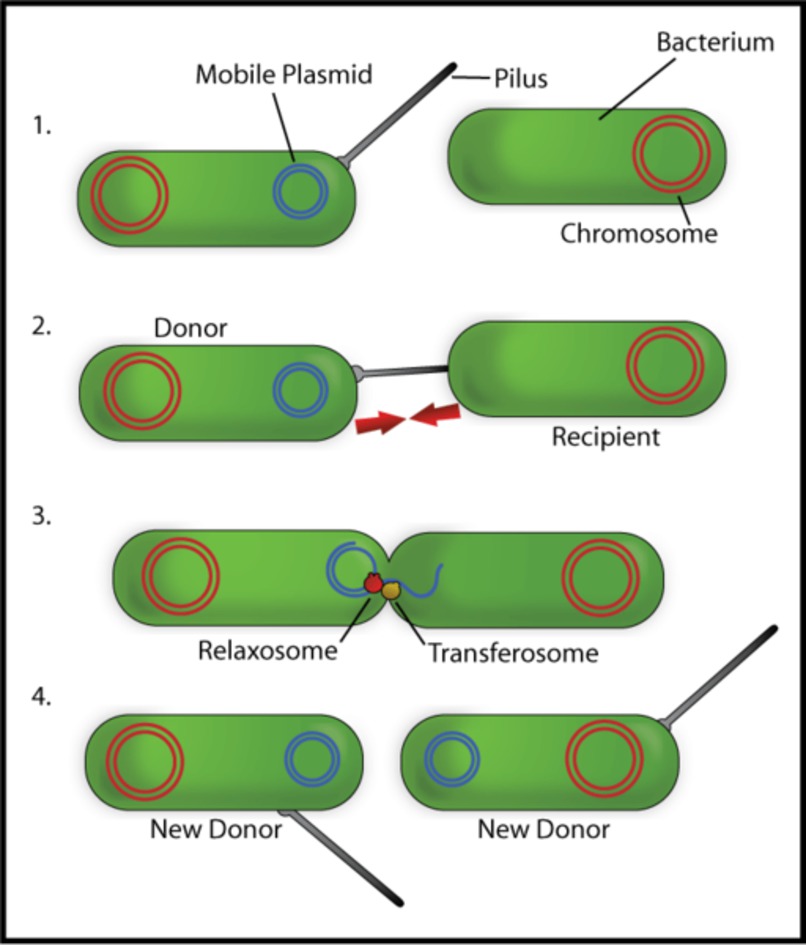 Bacterium
Mobile Plasmid
Pilus
1.
Chromosome
2.
Donor
Recipient
3.
Relaxosome
Transferosome
4.
New Donor
New Donor